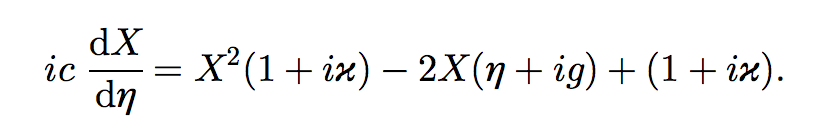 ic dX/dη = X²(1 + iϰ) − 2X(η + ig) + (1 + iϰ).